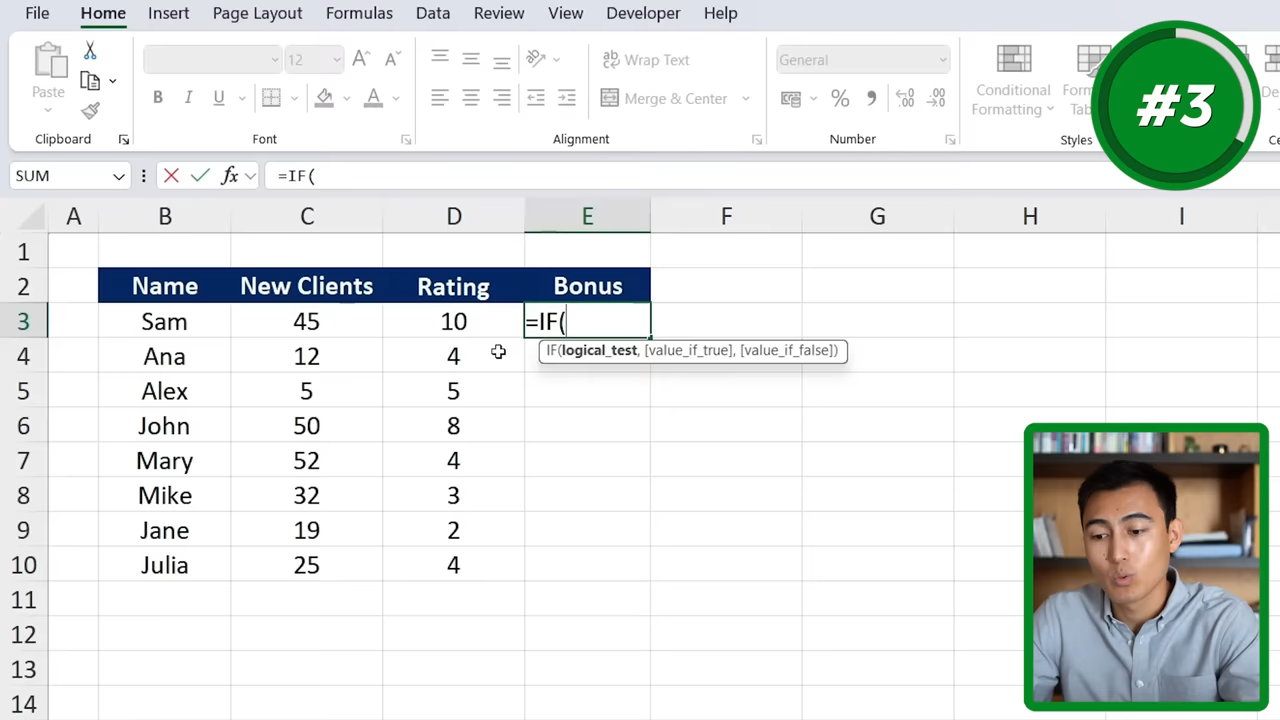 File Home Insert Page Layout Formulas Data Review View Developer Help
#3
12
General
Paste
Wrap Text
Merge & Center
Conditional
Formatting
Clipboard Font Alignment Number Styles
SUM fx =IF(
A B C D E F G H I
1
2 Name New Clients Rating Bonus
3 Sam 45 10 =IF(
IF(logical_test, [value_if_true], [value_if_false])
4 Ana 12 4
5 Alex 5 5
6 John 50 8
7 Mary 52 4
8 Mike 32 3
9 Jane 19 2
10 Julia 25 4
11
12
13
14